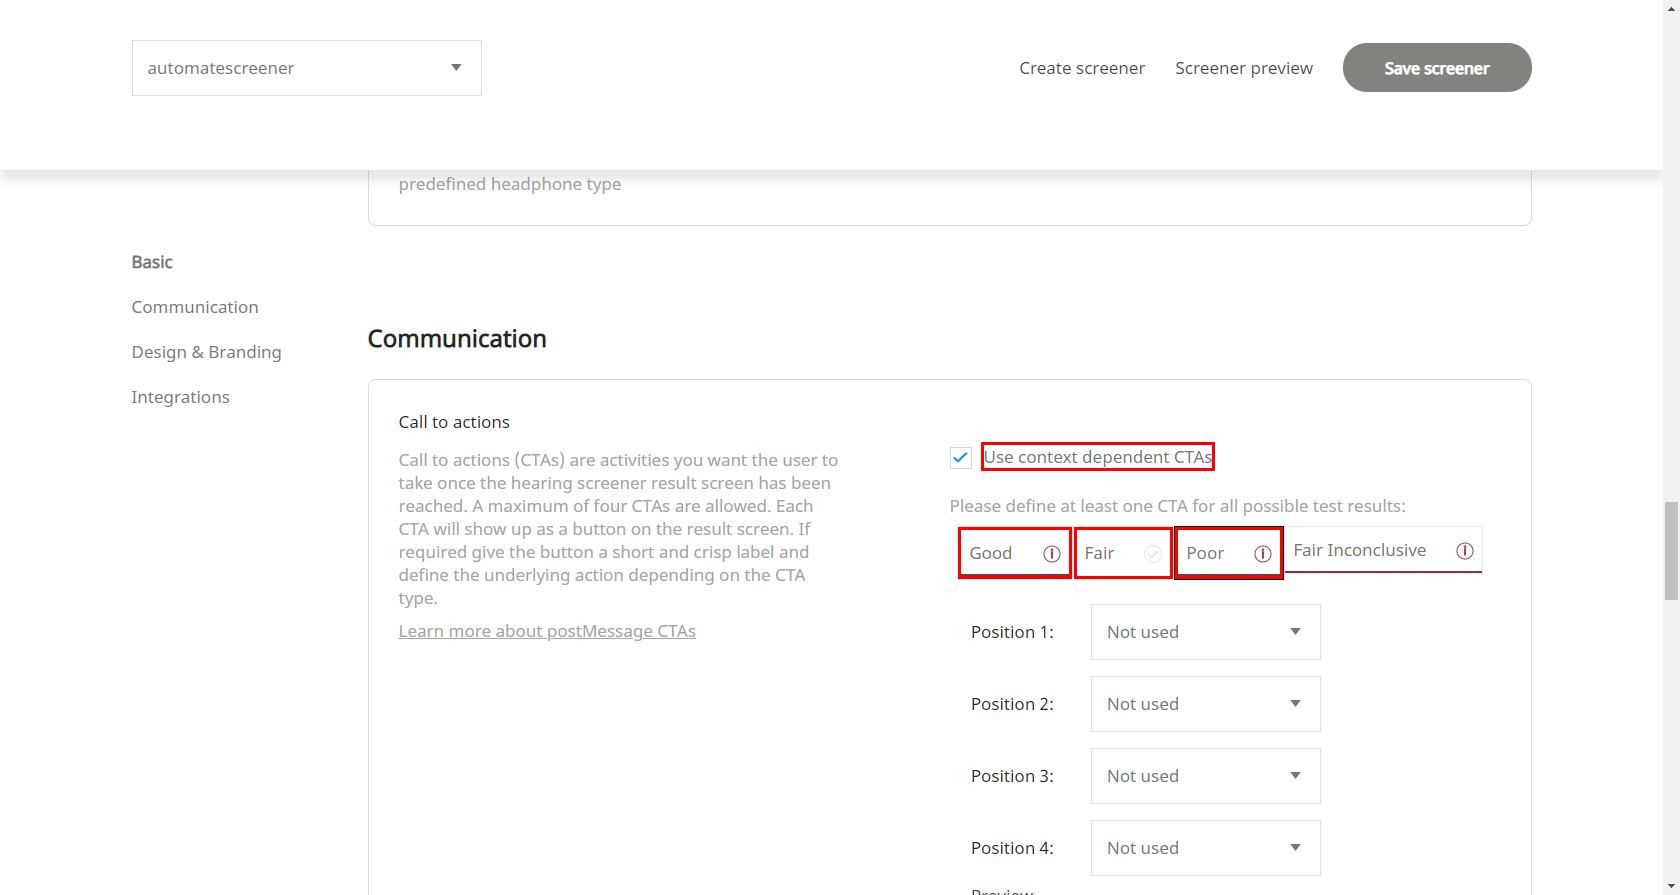 automatescreener
Create screener
Screener preview
Save screener
predefined headphone type
Basic
Communication
Design & Branding
Integrations
Communication
Call to actions
Call to actions (CTAs) are activities you want the user to
take once the hearing screener result screen has been
reached. A maximum of four CTAs are allowed. Each
CTA will show up as a button on the result screen. If
required give the button a short and crisp label and
define the underlying action depending on the CTA
type.
Learn more about postMessage CTAs
Use context dependent CTAs
Please define at least one CTA for all possible test results:
Good
Fair
Poor
Fair Inconclusive
Position 1:
Not used
Position 2:
Not used
Position 3:
Not used
Position 4:
Not used